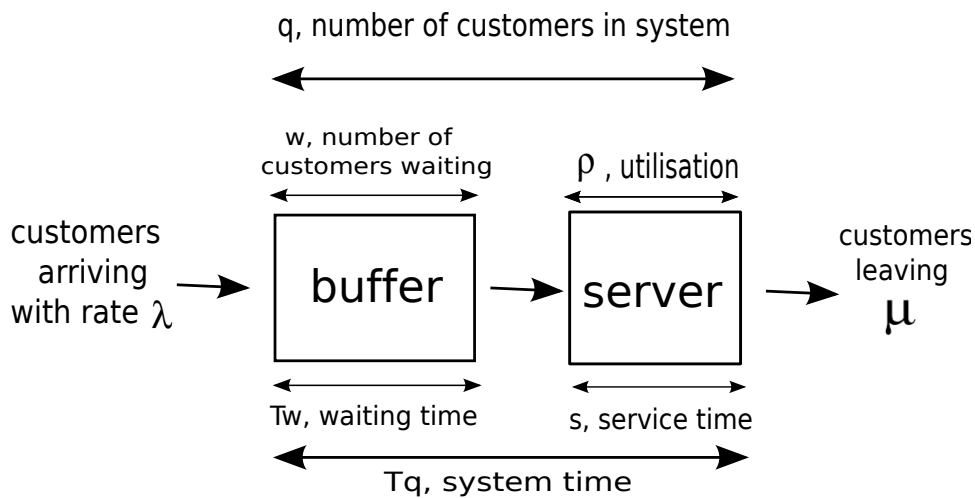 q, number of customers in system
w, number of
customers waiting
ρ , utilisation
customers
arriving
with rate λ
buffer
server
customers
leaving
μ
Tw, waiting time
s, service time
Tq, system time